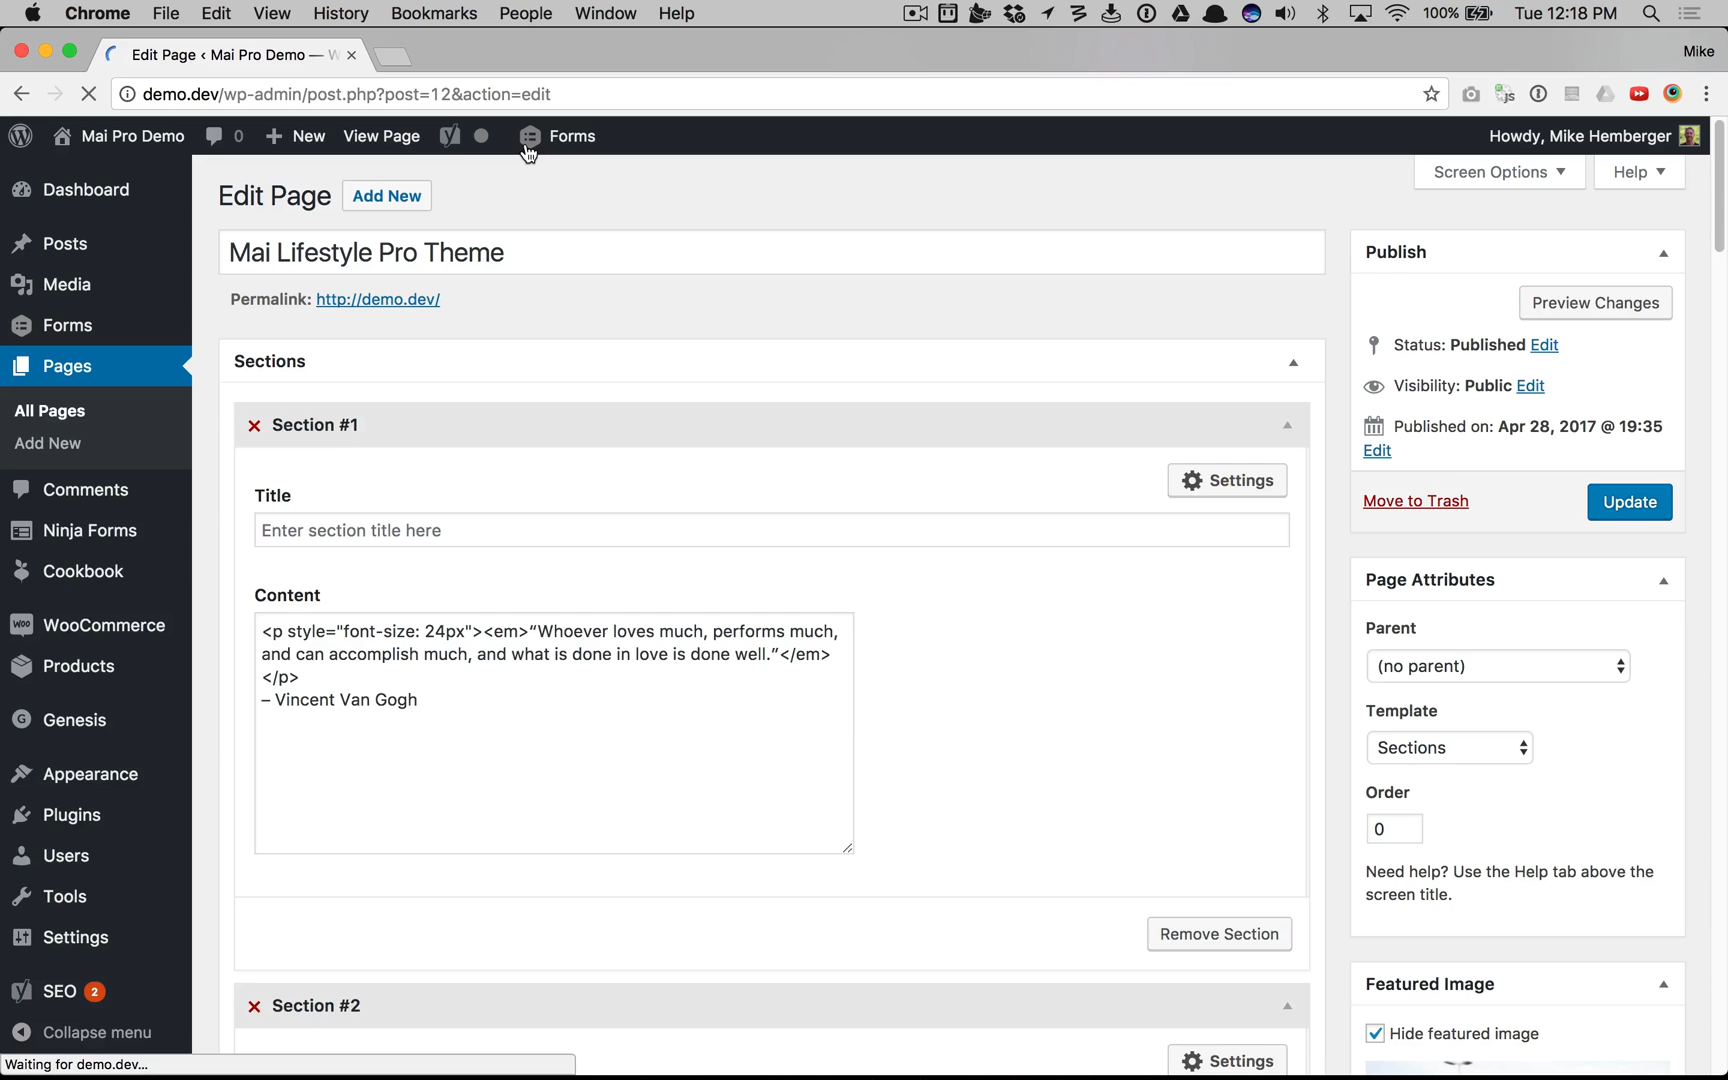 Chrome File Edit View History Bookmarks People Window Help 100% Tue 12:18 PM
Edit Page ‹ Mai Pro Demo — W Mike
demo.dev/wp-admin/post.php?post=12&action=edit
Mai Pro Demo 0 New View Page Forms Howdy, Mike Hemberger
Screen Options Help
Dashboard
Posts
Media
Forms
Pages
All Pages
Add New
Comments
Ninja Forms
Cookbook
WooCommerce
Products
Genesis
Appearance
Plugins
Users
Tools
Settings
SEO 2
Collapse menu
Edit Page Add New
Mai Lifestyle Pro Theme
Permalink: http://demo.dev/
Sections
Section #1
Settings
Title
Enter section title here
Content
<p style="font-size: 24px"><em>“Whoever loves much, performs much,
and can accomplish much, and what is done in love is done well.”</em>
</p>
– Vincent Van Gogh
Remove Section
Section #2
Settings
Publish
Preview Changes
Status: Published Edit
Visibility: Public Edit
Published on: Apr 28, 2017 @ 19:35
Edit
Move to Trash Update
Page Attributes
Parent
(no parent)
Template
Sections
Order
0
Need help? Use the Help tab above the
screen title.
Featured Image
Hide featured image
Waiting for demo.dev...